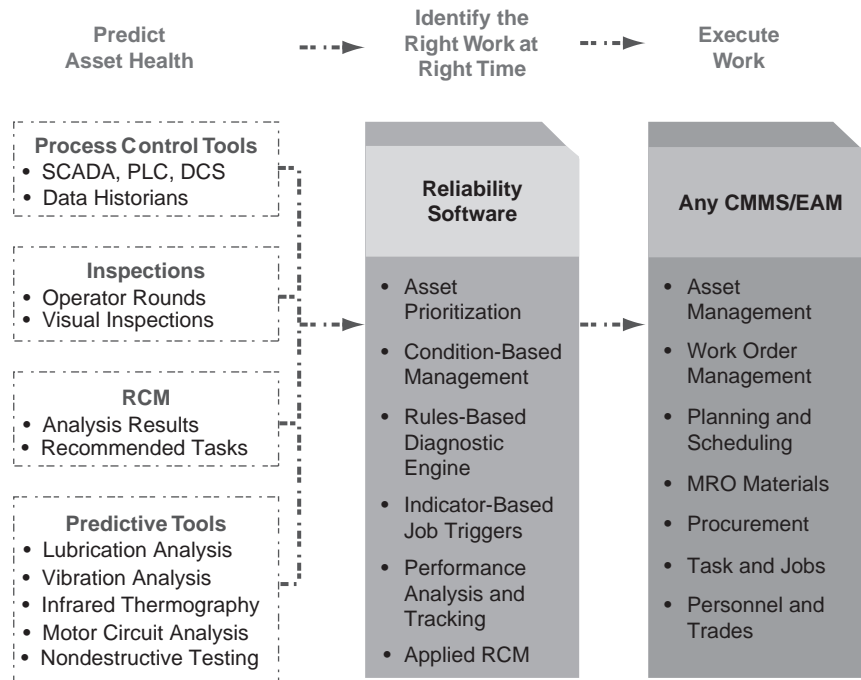 Predict
Asset Health
Identify the
Right Work at
Right Time
Execute
Work
Process Control Tools
• SCADA, PLC, DCS
• Data Historians
Inspections
• Operator Rounds
• Visual Inspections
RCM
• Analysis Results
• Recommended Tasks
Predictive Tools
• Lubrication Analysis
• Vibration Analysis
• Infrared Thermography
• Motor Circuit Analysis
• Nondestructive Testing
Reliability
Software
• Asset
Prioritization
• Condition-Based
Management
• Rules-Based
Diagnostic
Engine
• Indicator-Based
Job Triggers
• Performance
Analysis and
Tracking
• Applied RCM
Any CMMS/EAM
• Asset
Management
• Work Order
Management
• Planning and
Scheduling
• MRO Materials
• Procurement
• Task and Jobs
• Personnel and
Trades